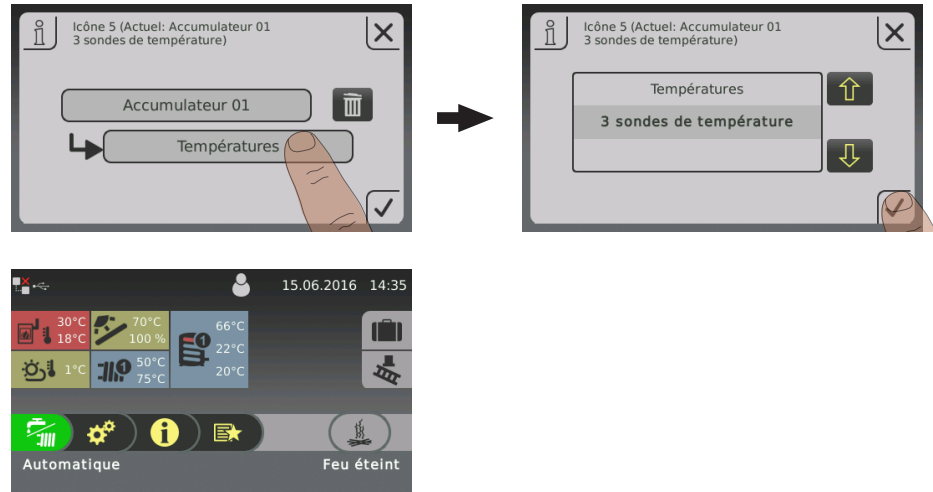 Icône 5 (Actuel: Accumulateur 01
3 sondes de température)
Accumulateur 01
Températures
Icône 5 (Actuel: Accumulateur 01
3 sondes de température)
Températures
3 sondes de température
15.06.2016 14:35
30°C 70°C 66°C
18°C 100 %
1 22°C
1°C 1 50°C 20°C
75°C
Automatique Feu éteint